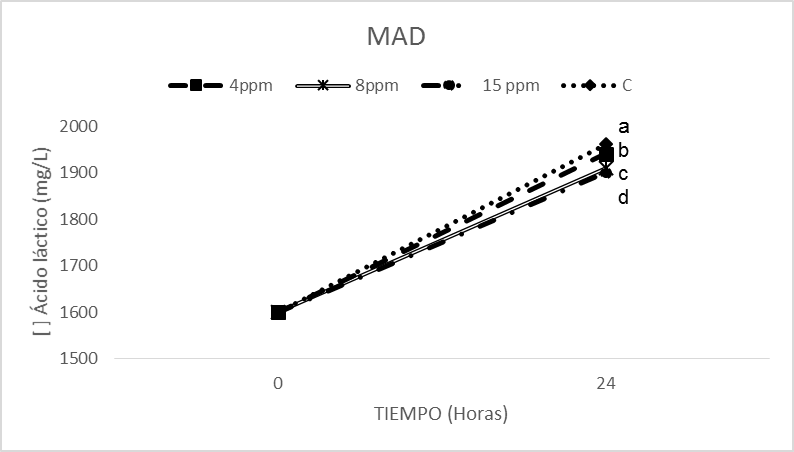 MAD
4ppm 8ppm 15 ppm C
2000
1900
1800
1700
1600
1500
[ ] Ácido láctico (mg/L)
a
b
c
d
0 24
TIEMPO (Horas)